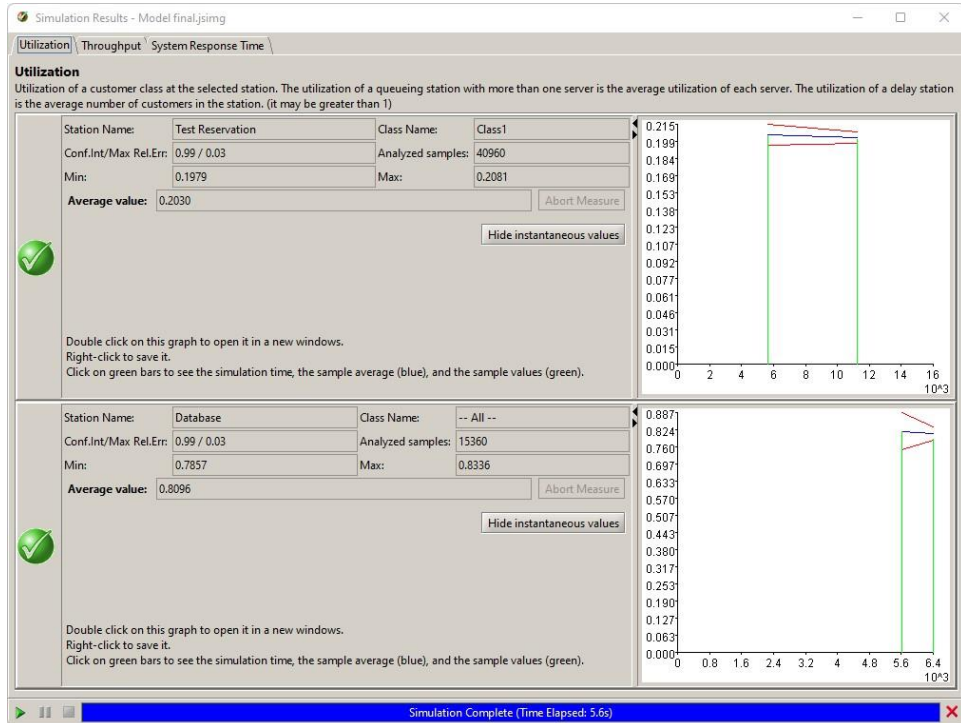 Simulation Results - Model final.jsimg
Utilization Throughput System Response Time
Utilization
Utilization of a customer class at the selected station. The utilization of a queueing station with more than one server is the average utilization of each server. The utilization of a delay station
is the average number of customers in the station. (it may be greater than 1)
Station Name: Test Reservation Class Name: Class1
Conf.Int/Max Rel.Err: 0.99 / 0.03 Analyzed samples: 40960
Min: 0.1979 Max: 0.2081
Average value: 0.2030 Abort Measure
Hide instantaneous values
Double click on this graph to open it in a new windows.
Right-click to save it.
Click on green bars to see the simulation time, the sample average (blue), and the sample values (green).
0.215
0.199
0.184
0.169
0.153
0.138
0.123
0.107
0.092
0.077
0.061
0.046
0.031
0.015
0.000
0 2 4 6 8 10 12 14 16
10^3
Station Name: Database Class Name: -- All --
Conf.Int/Max Rel.Err: 0.99 / 0.03 Analyzed samples: 15360
Min: 0.7857 Max: 0.8336
Average value: 0.8096 Abort Measure
Hide instantaneous values
Double click on this graph to open it in a new windows.
Right-click to save it.
Click on green bars to see the simulation time, the sample average (blue), and the sample values (green).
0.887
0.824
0.760
0.697
0.633
0.570
0.507
0.443
0.380
0.317
0.253
0.190
0.127
0.063
0.000
0 0.8 1.6 2.4 3.2 4 4.8 5.6 6.4
10^3
Simulation Complete (Time Elapsed: 5.6s)